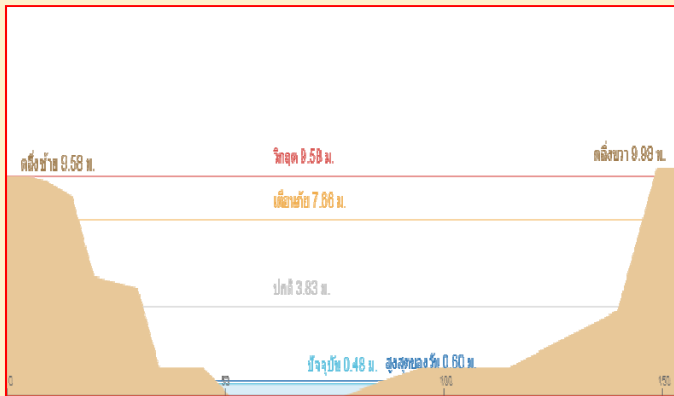 วิกฤต 9.58 ม.
ตลิ่งซ้าย 9.58 ม.
ตลิ่งขวา 9.98 ม.
เตือนภัย 7.66 ม.
ปกติ 3.83 ม.
ปัจจุบัน 0.48 ม.
สูงสุดของวัน 0.60 ม.
0
50
100
150